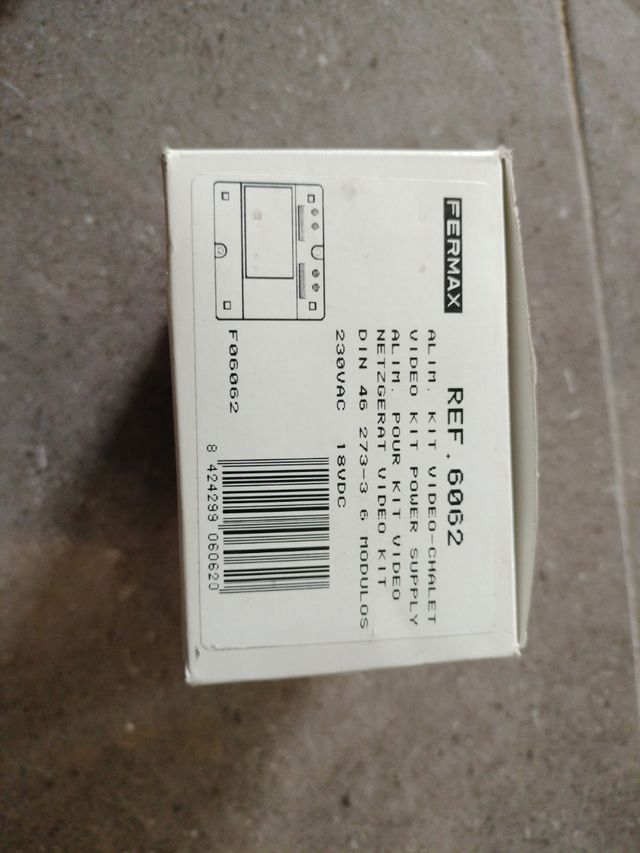 FERMAX
REF. 6062
ALIM. KIT VIDEO-CHALET
VIDEO KIT POWER SUPPLY
ALIM. POUR KIT VIDEO
NETZGERAT VIDEO KIT
DIN 46 273-3 6 MODULOS
230VAC 18VDC
F06062
8 424299 060620